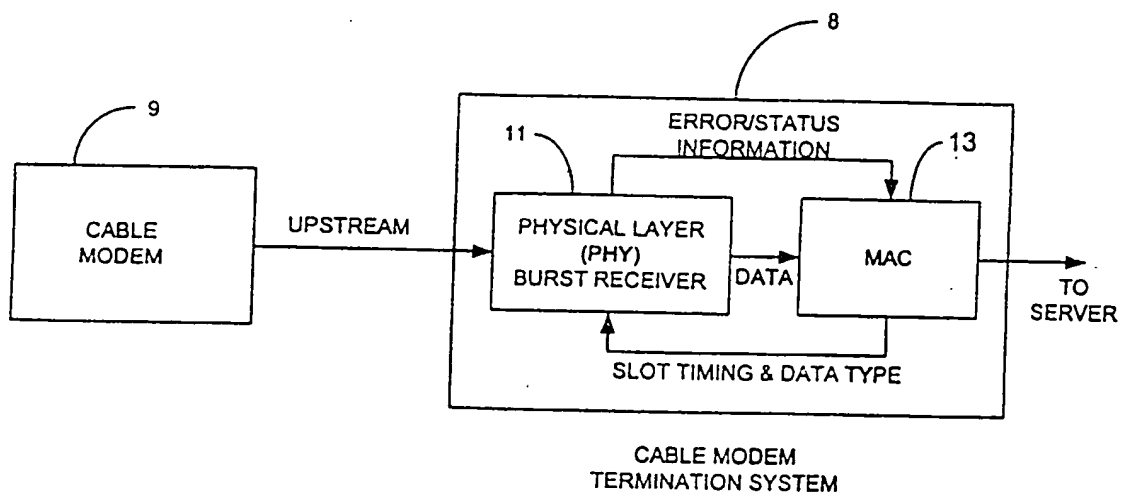 8
9
ERROR/STATUS
INFORMATION
11
13
CABLE
MODEM
UPSTREAM
PHYSICAL LAYER
(PHY)
BURST RECEIVER
DATA
MAC
TO
SERVER
SLOT TIMING & DATA TYPE
CABLE MODEM
TERMINATION SYSTEM